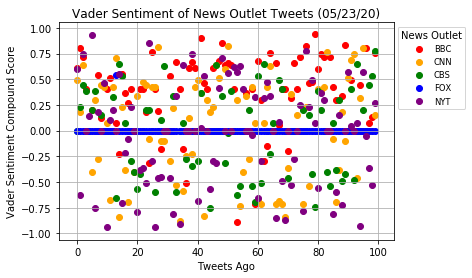 Vader Sentiment of News Outlet Tweets (05/23/20)
Vader Sentiment Compound Score
1.00
0.75
0.50
0.25
0.00
−0.25
−0.50
−0.75
−1.00
0 20 40 60 80 100
Tweets Ago
News Outlet
BBC
CNN
CBS
FOX
NYT